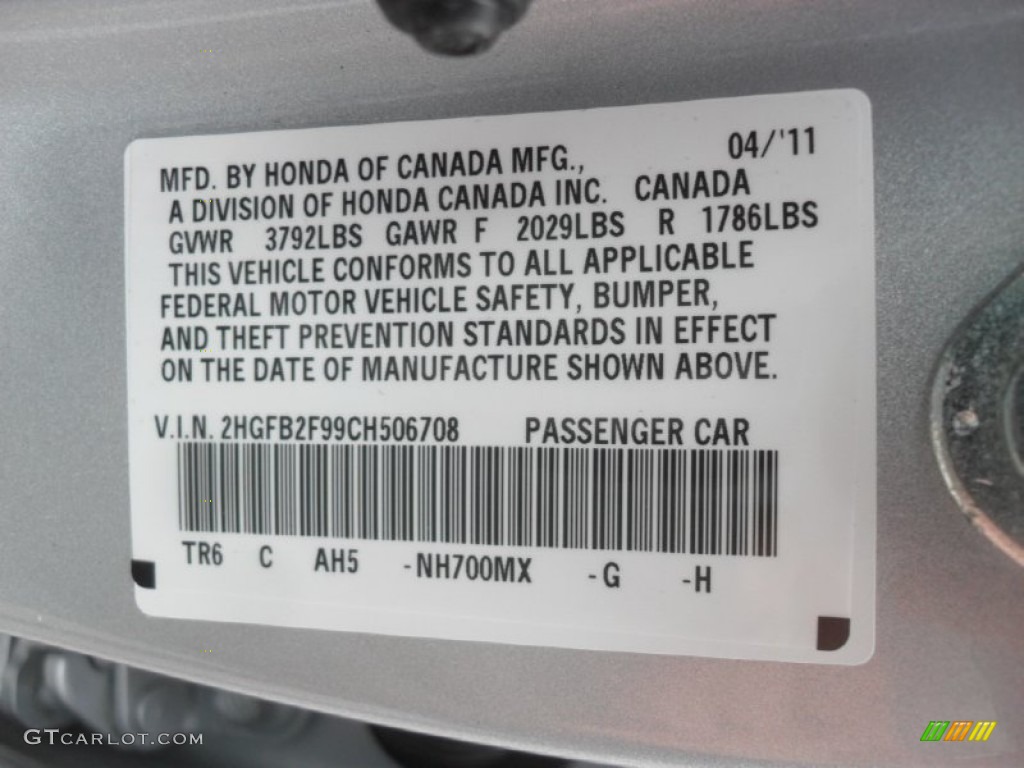 04/'11
MFD. BY HONDA OF CANADA MFG.,
A DIVISION OF HONDA CANADA INC. CANADA
GVWR 3792LBS GAWR F 2029LBS R 1786LBS
THIS VEHICLE CONFORMS TO ALL APPLICABLE
FEDERAL MOTOR VEHICLE SAFETY, BUMPER,
AND THEFT PREVENTION STANDARDS IN EFFECT
ON THE DATE OF MANUFACTURE SHOWN ABOVE.
V.I.N. 2HGFB2F99CH506708 PASSENGER CAR
TR6 C AH5 -NH700MX -G -H
GTCARLOT.COM